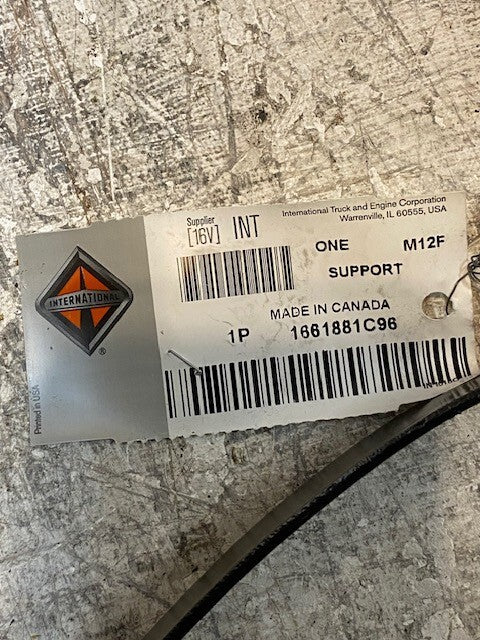 International Truck and Engine Corporation
Warrenville, IL 60555, USA
Supplier
[16V] INT
ONE M12F
SUPPORT
MADE IN CANADA
1P 1661881C96
INTERNATIONAL
®
Printed in USA